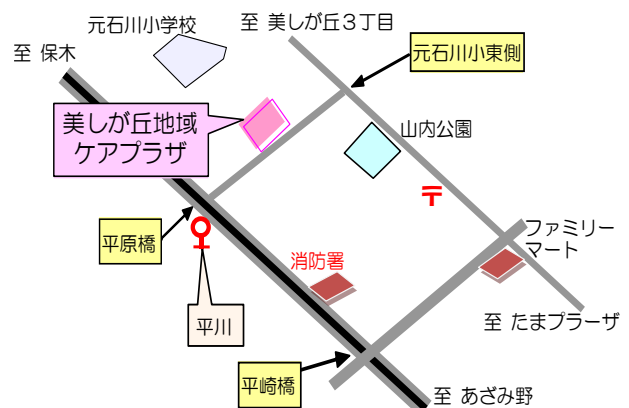 元石川小学校
至 美しが丘3丁目
至 保木
元石川小東側
美しが丘地域
ケアプラザ
山内公園
〒
ファミリー
マート
平原橋
消防署
平川
至 たまプラーザ
平崎橋
至 あざみ野